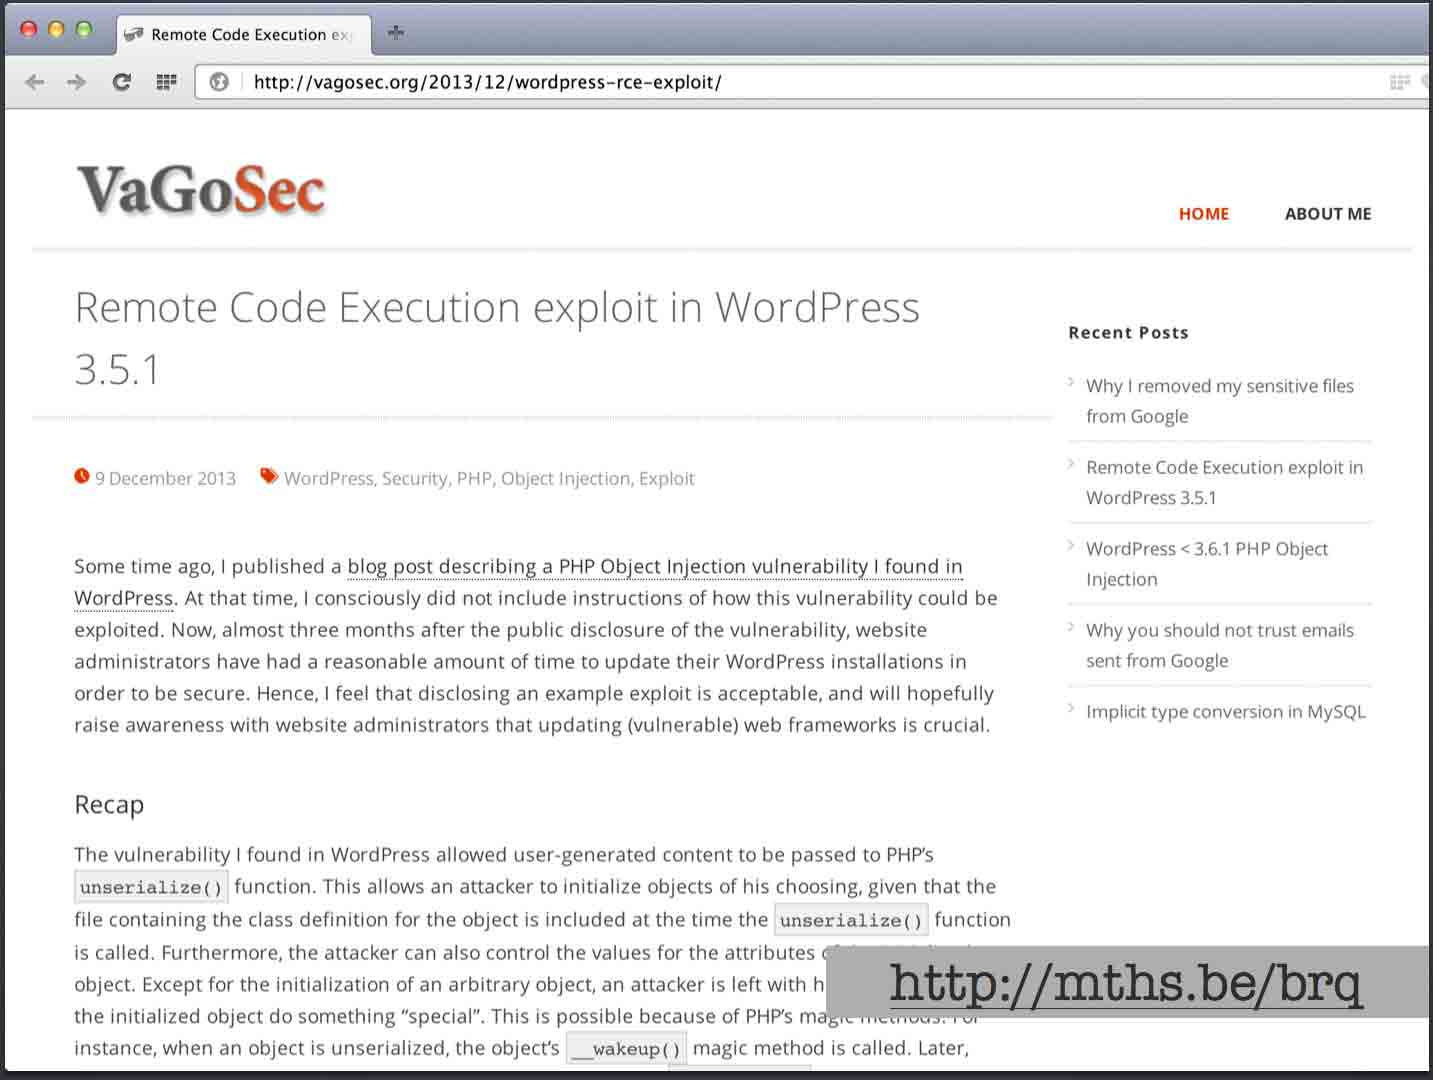 Remote Code Execution exp
http://vagosec.org/2013/12/wordpress-rce-exploit/
VaGoSec
HOME
ABOUT ME
Remote Code Execution exploit in WordPress
3.5.1
9 December 2013
WordPress, Security, PHP, Object Injection, Exploit
Some time ago, I published a blog post describing a PHP Object Injection vulnerability I found in
WordPress. At that time, I consciously did not include instructions of how this vulnerability could be
exploited. Now, almost three months after the public disclosure of the vulnerability, website
administrators have had a reasonable amount of time to update their WordPress installations in
order to be secure. Hence, I feel that disclosing an example exploit is acceptable, and will hopefully
raise awareness with website administrators that updating (vulnerable) web frameworks is crucial.
Recap
The vulnerability I found in WordPress allowed user-generated content to be passed to PHP’s
unserialize() function. This allows an attacker to initialize objects of his choosing, given that the
file containing the class definition for the object is included at the time the unserialize() function
is called. Furthermore, the attacker can also control the values for the attributes
object. Except for the initialization of an arbitrary object, an attacker is left with
the initialized object do something “special”. This is possible because of PHP’s magic methods. For
instance, when an object is unserialized, the object’s __wakeup() magic method is called. Later,
Recent Posts
Why I removed my sensitive files
from Google
Remote Code Execution exploit in
WordPress 3.5.1
WordPress < 3.6.1 PHP Object
Injection
Why you should not trust emails
sent from Google
Implicit type conversion in MySQL
http://mths.be/brq